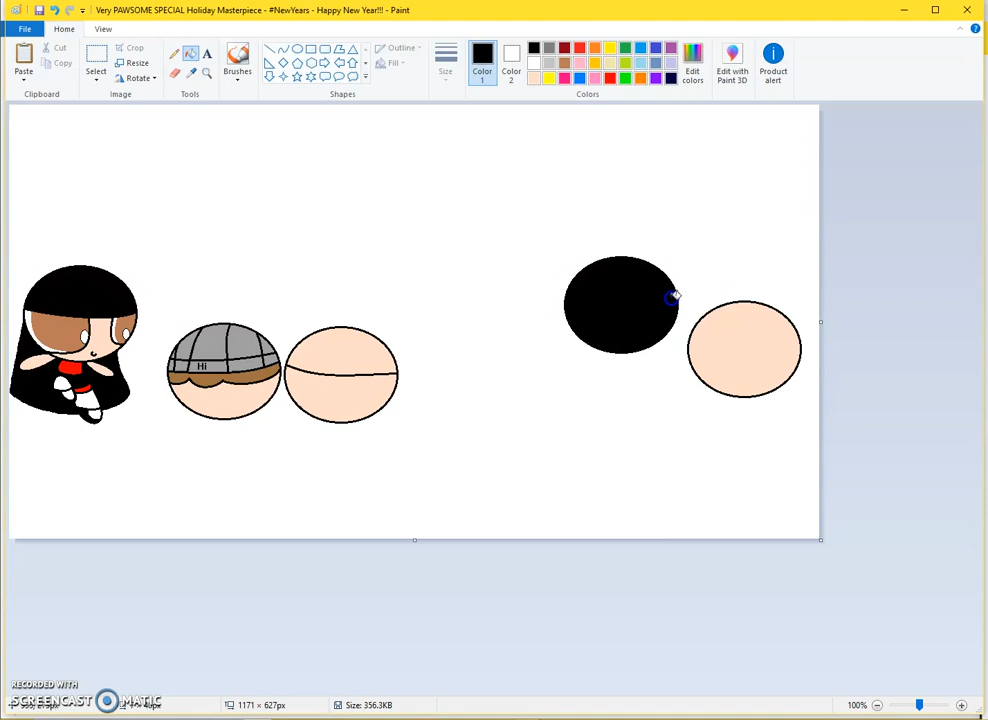 Very PAWSOME SPECIAL Holiday Masterpiece - #NewYears - Happy New Year!!! - Paint
File
Home
View
Paste
Cut
Copy
Clipboard
Select
Crop
Resize
Rotate
Image
A
Tools
Brushes
Shapes
Outline
Fill
Size
Color 1
Color 2
Edit colors
Colors
Edit with Paint 3D
Product alert
Hi
RECORDED WITH
SCREENCAST MATIC
1171 × 627px
Size: 356.3KB
100%